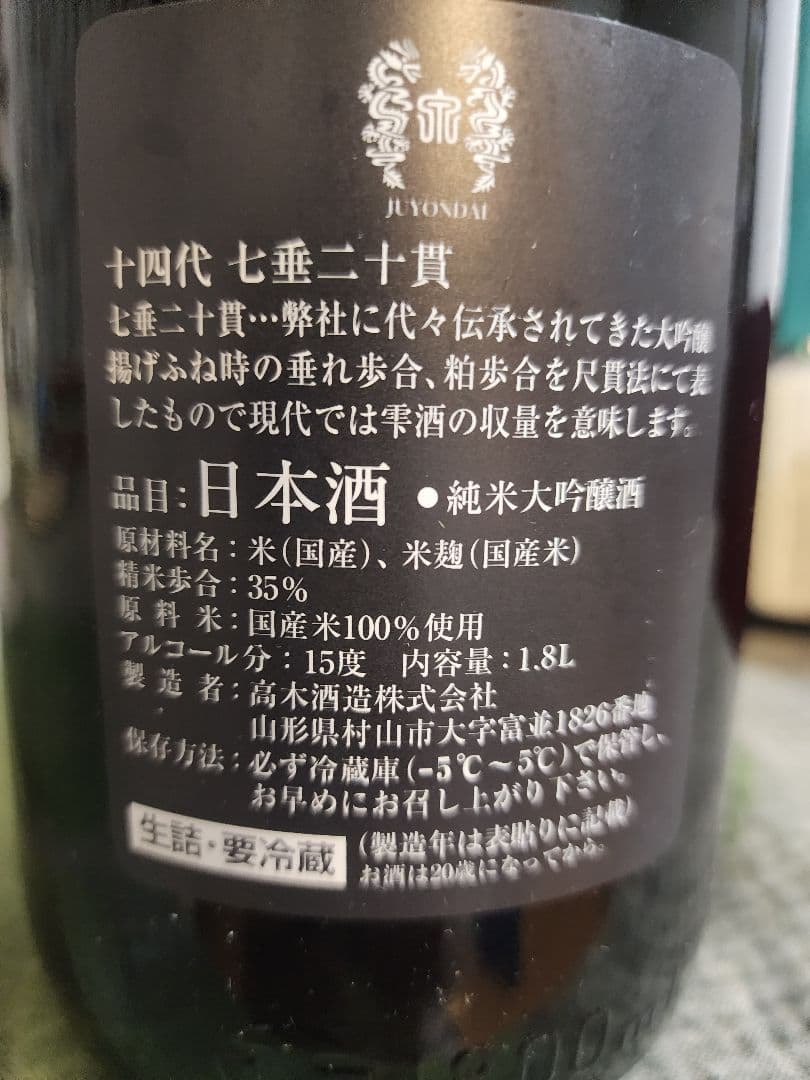 JUYONDAI
十四代 七垂二十貫
七垂二十貫…弊社に代々伝承されてきた大吟醸
揚げふね時の垂れ歩合、粕歩合を尺貫法にて表
したもので現代では雫酒の収量を意味します。
品目：日本酒 ●純米大吟醸酒
原材料名：米(国産)、米麹(国産米)
精米歩合：35％
原料米：国産米100％使用
アルコール分：15度 内容量：1.8L
製造者：高木酒造株式会社
山形県村山市大字富並1826番地
保存方法：必ず冷蔵庫(-5℃～5℃)で保管し、
お早めにお召し上がり下さい。
生詰・要冷蔵
(製造年は表貼りに記載)
お酒は20歳になってから。